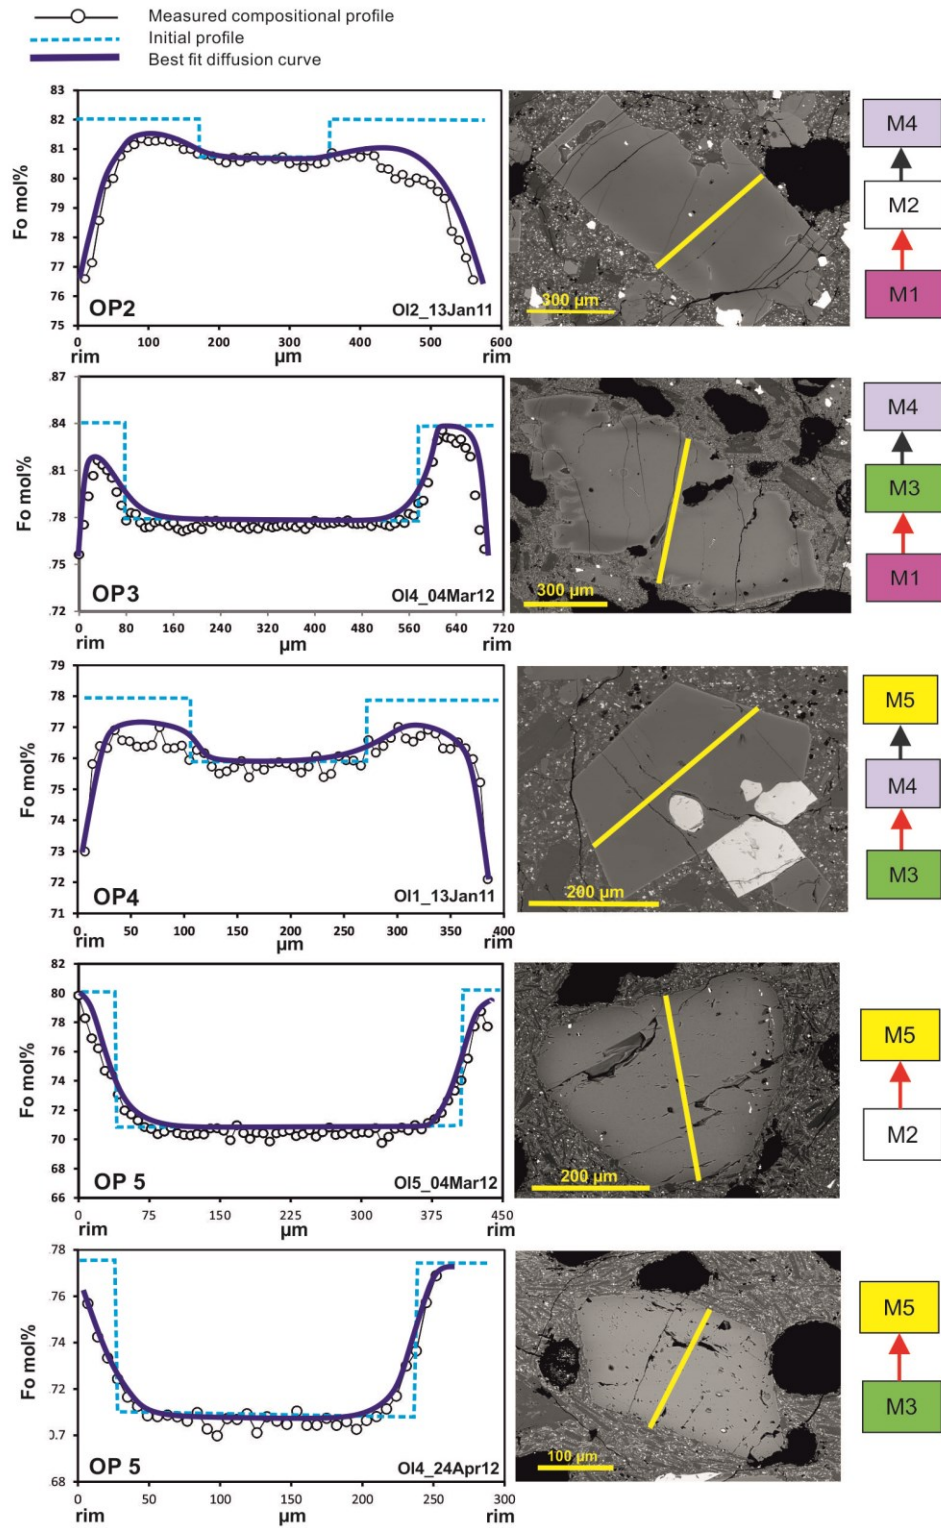 Measured compositional profile
Initial profile
Best fit diffusion curve
Fo mol%
83
82
81
80
79
78
77
76
75
OP2
Ol2_13Jan11
0 100 200 300 400 500 600
rim µm rim
300 µm
M4
M2
M1
Fo mol%
.87
.84
.81
.78
.75
.72
OP3
Ol4_04Mar12
0 80 160 240 320 400 480 560 640 720
rim µm rim
300 µm
M4
M3
M1
Fo mol%
79
78
77
76
75
74
73
72
71
OP4
Ol1_13Jan11
0 50 100 150 200 250 300 350 400
rim µm rim
200 µm
M5
M4
M3
Fo mol%
82
80
78
76
74
72
70
68
66
OP 5
Ol5_04Mar12
0 75 150 225 300 375 450
rim µm rim
200 µm
M5
M2
Fo mol%
.78
.76
.74
.72
0.7
68
OP 5
Ol4_24Apr12
0 50 100 150 200 250 300
rim µm rim
100 µm
M5
M3